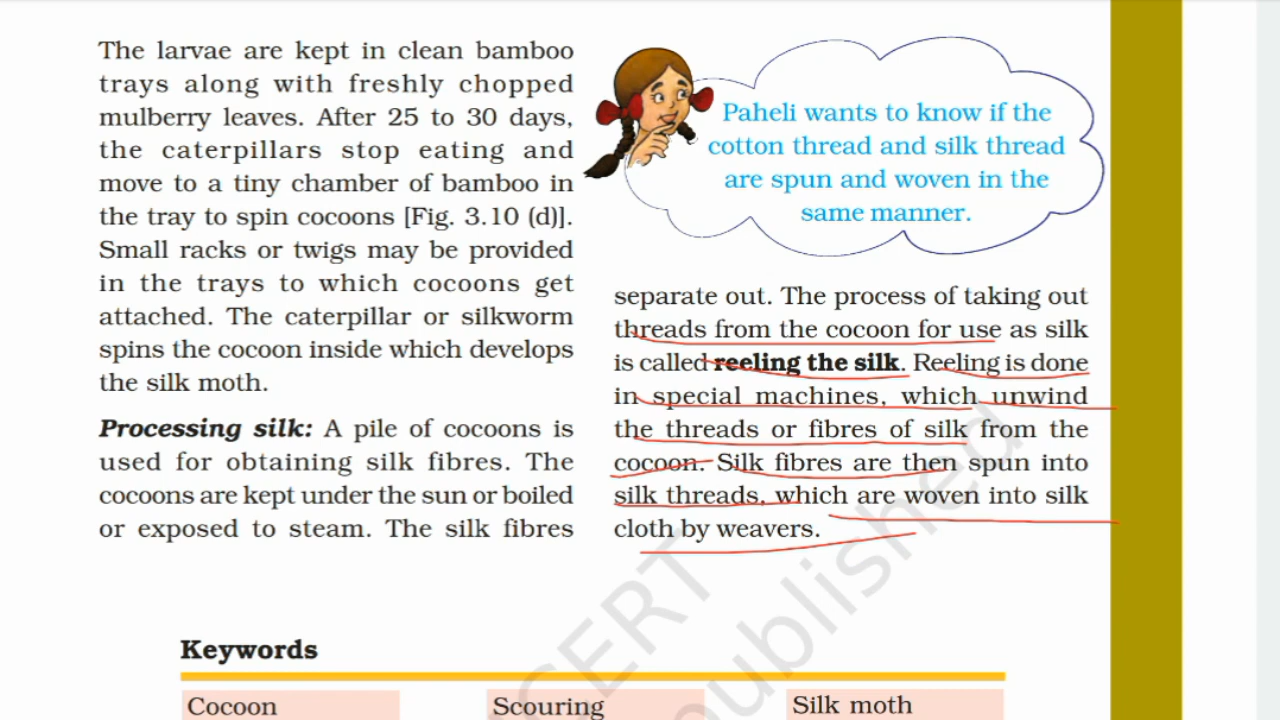 The larvae are kept in clean bamboo
trays along with freshly chopped
mulberry leaves. After 25 to 30 days,
the caterpillars stop eating and
move to a tiny chamber of bamboo in
the tray to spin cocoons [Fig. 3.10 (d)].
Small racks or twigs may be provided
in the trays to which cocoons get
attached. The caterpillar or silkworm
spins the cocoon inside which develops
the silk moth.
Processing silk: A pile of cocoons is
used for obtaining silk fibres. The
cocoons are kept under the sun or boiled
or exposed to steam. The silk fibres
Paheli wants to know if the
cotton thread and silk thread
are spun and woven in the
same manner.
separate out. The process of taking out
threads from the cocoon for use as silk
is called reeling the silk. Reeling is done
in special machines, which unwind
the threads or fibres of silk from the
cocoon. Silk fibres are then spun into
silk threads, which are woven into silk
cloth by weavers.
Keywords
Cocoon
Scouring
Silk moth